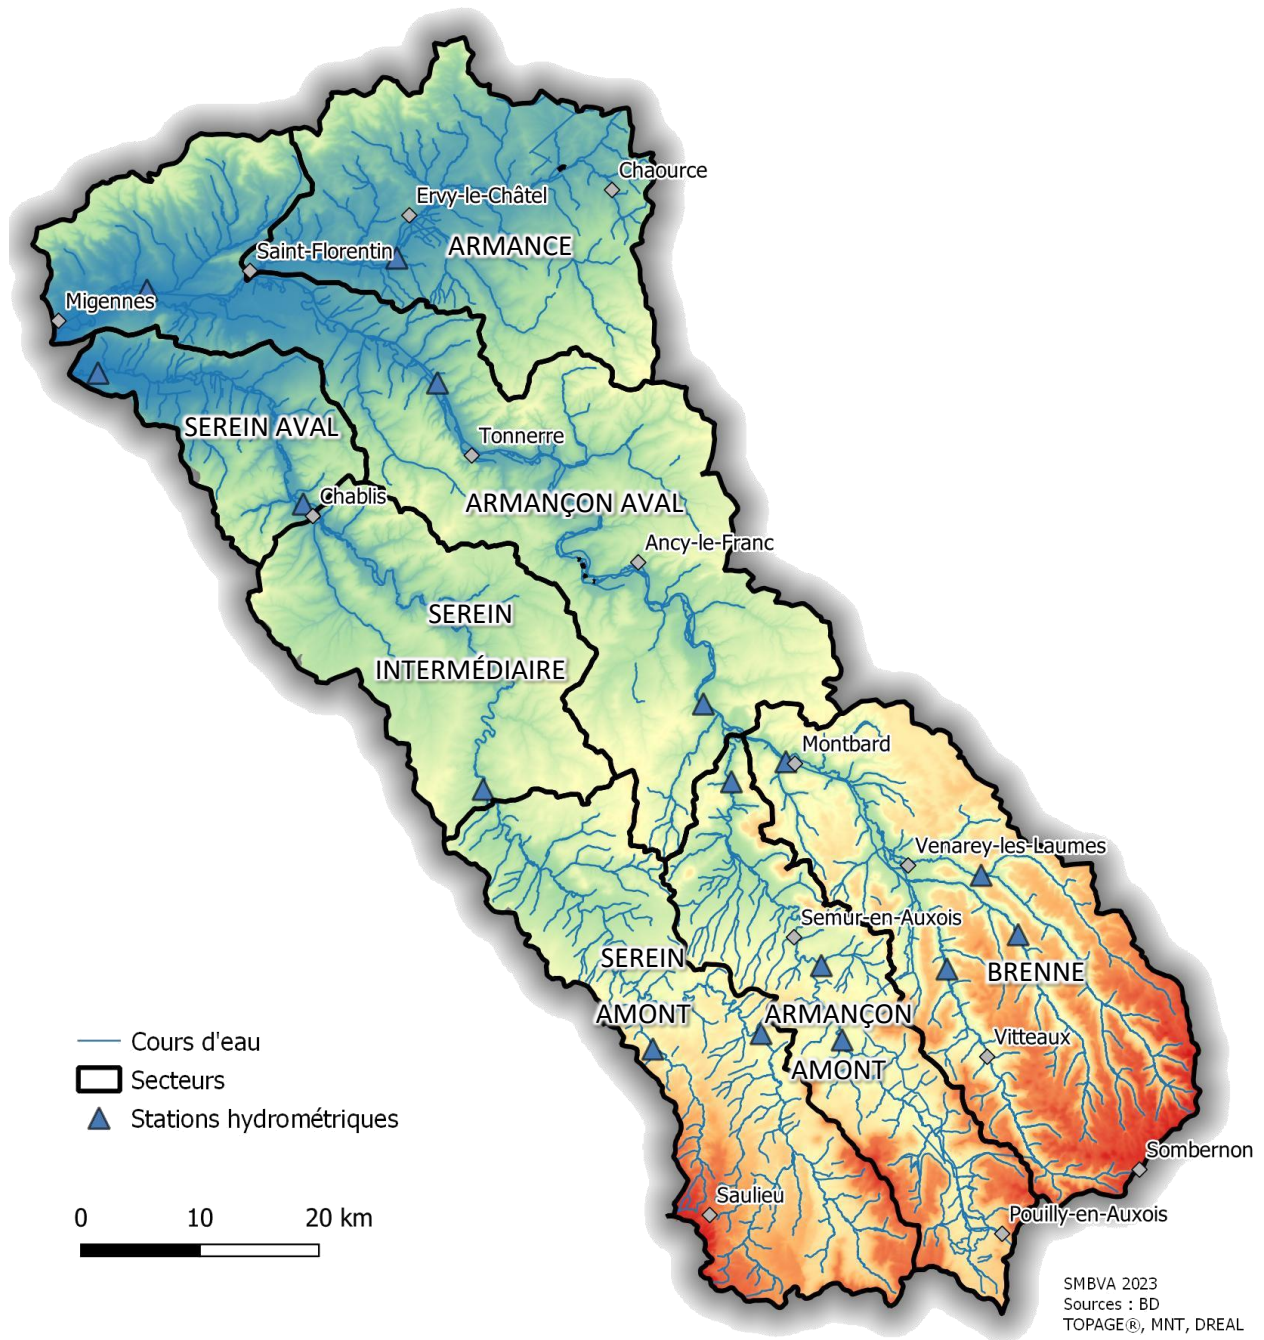 Chaource
Ervy-le-Châtel
ARMANCE
Saint-Florentin
Migennes
SEREIN AVAL
Tonnerre
Chablis
ARMANÇON AVAL
Ancy-le-Franc
SEREIN
INTERMÉDIAIRE
Montbard
Venarey-les-Laumes
Semur-en-Auxois
SEREIN
AMONT
BRENNE
ARMANÇON
AMONT
Vitteaux
Cours d'eau
Secteurs
Stations hydrométriques
Sombernon
Saulieu
Pouilly-en-Auxois
0 10 20 km
SMBVA 2023
Sources : BD
TOPAGE®, MNT, DREAL